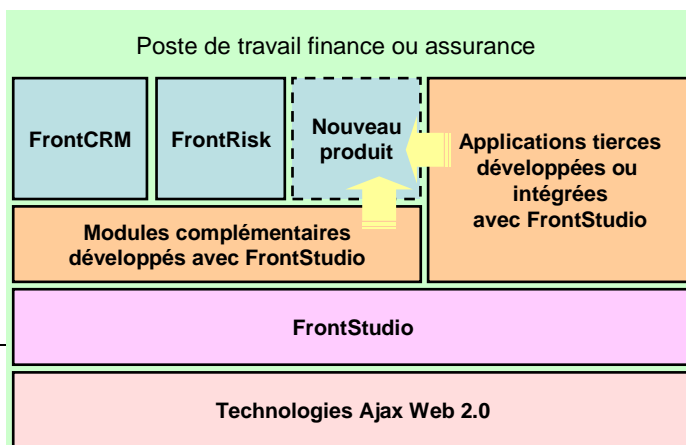 Poste de travail finance ou assurance
FrontCRM
FrontRisk
Nouveau
produit
Applications tierces
développées ou
intégrées
avec FrontStudio
Modules complémentaires
développés avec FrontStudio
FrontStudio
Technologies Ajax Web 2.0